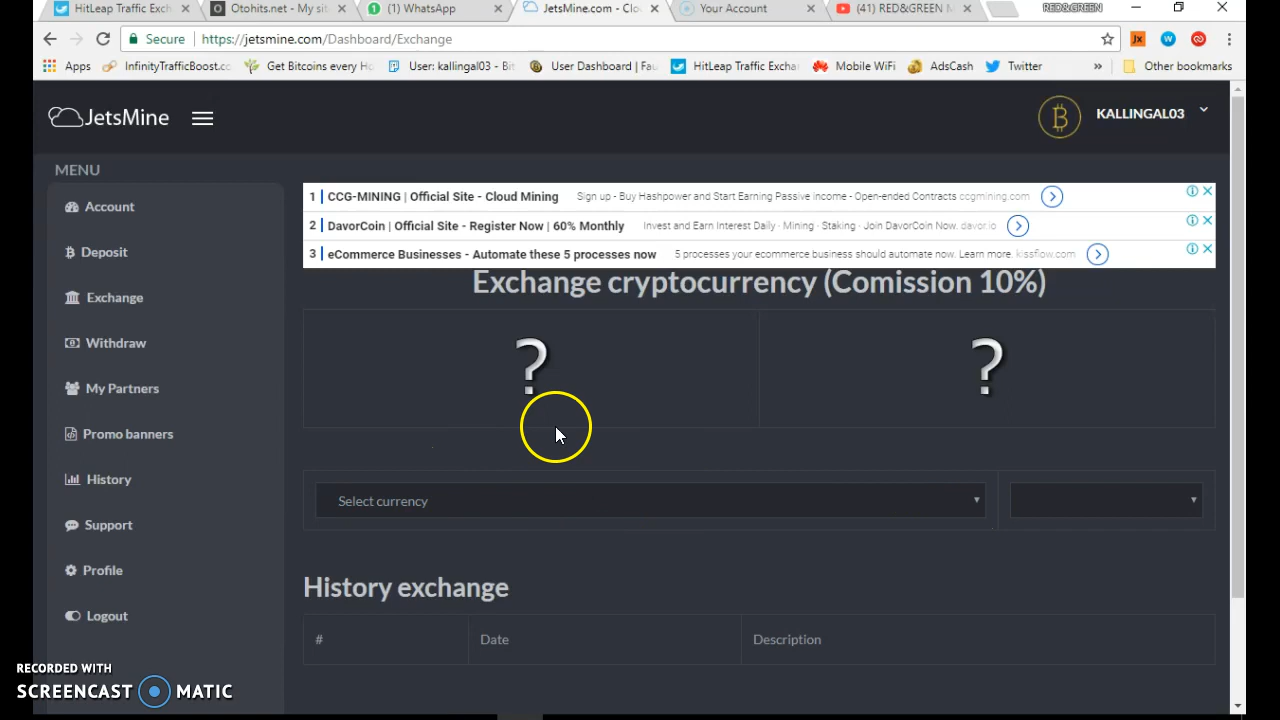 HitLeap Traffic Exch
Otohits.net - My sit
(1) WhatsApp
JetsMine.com - Clo
Your Account
(41) RED&GREEN M
RED&GREEN
Secure
https://jetsmine.com/Dashboard/Exchange
Apps
InfinityTrafficBoost.cc
Get Bitcoins every Ho
User: kallingal03 - Bit
User Dashboard | Fau
HitLeap Traffic Excha
Mobile WiFi
AdsCash
Twitter
»
Other bookmarks
JetsMine
KALLINGAL03
MENU
Account
Deposit
Exchange
Withdraw
My Partners
Promo banners
History
Support
Profile
Logout
1 CCG-MINING | Official Site - Cloud Mining Sign up - Buy Hashpower and Start Earning Passive income - Open-ended Contracts ccgmining.com
2 DavorCoin | Official Site - Register Now | 60% Monthly Invest and Earn Interest Daily · Mining · Staking · Join DavorCoin Now. davor.io
3 eCommerce Businesses - Automate these 5 processes now 5 processes your ecommerce business should automate now. Learn more. kissflow.com
Exchange cryptocurrency (Comission 10%)
? ?
Select currency
History exchange
# Date Description
RECORDED WITH
SCREENCAST MATIC